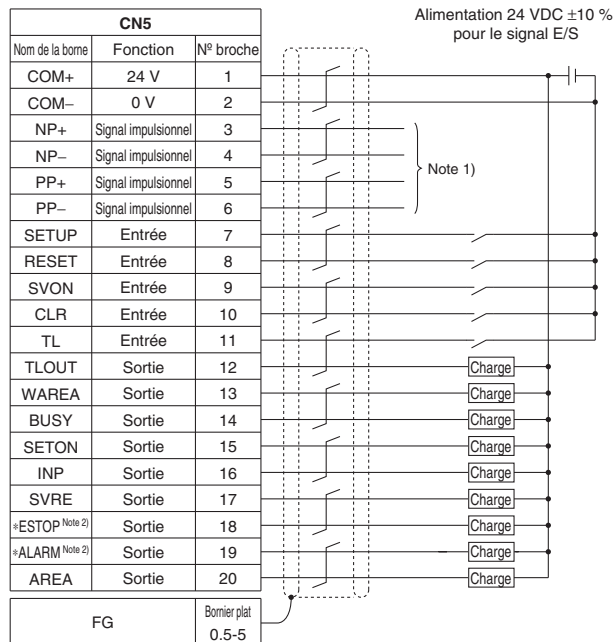 Alimentation 24 VDC ±10 %
pour le signal E/S
CN5
Nom de la borne Fonction Nº broche
COM+ 24 V 1
COM− 0 V 2
NP+ Signal impulsionnel 3
NP− Signal impulsionnel 4
PP+ Signal impulsionnel 5
PP− Signal impulsionnel 6
Note 1)
SETUP Entrée 7
RESET Entrée 8
SVON Entrée 9
CLR Entrée 10
TL Entrée 11
TLOUT Sortie 12 Charge
WAREA Sortie 13 Charge
BUSY Sortie 14 Charge
SETON Sortie 15 Charge
INP Sortie 16 Charge
SVRE Sortie 17 Charge
*ESTOP Note 2) Sortie 18 Charge
*ALARM Note 2) Sortie 19 Charge
AREA Sortie 20 Charge
FG Bornier plat
0.5-5